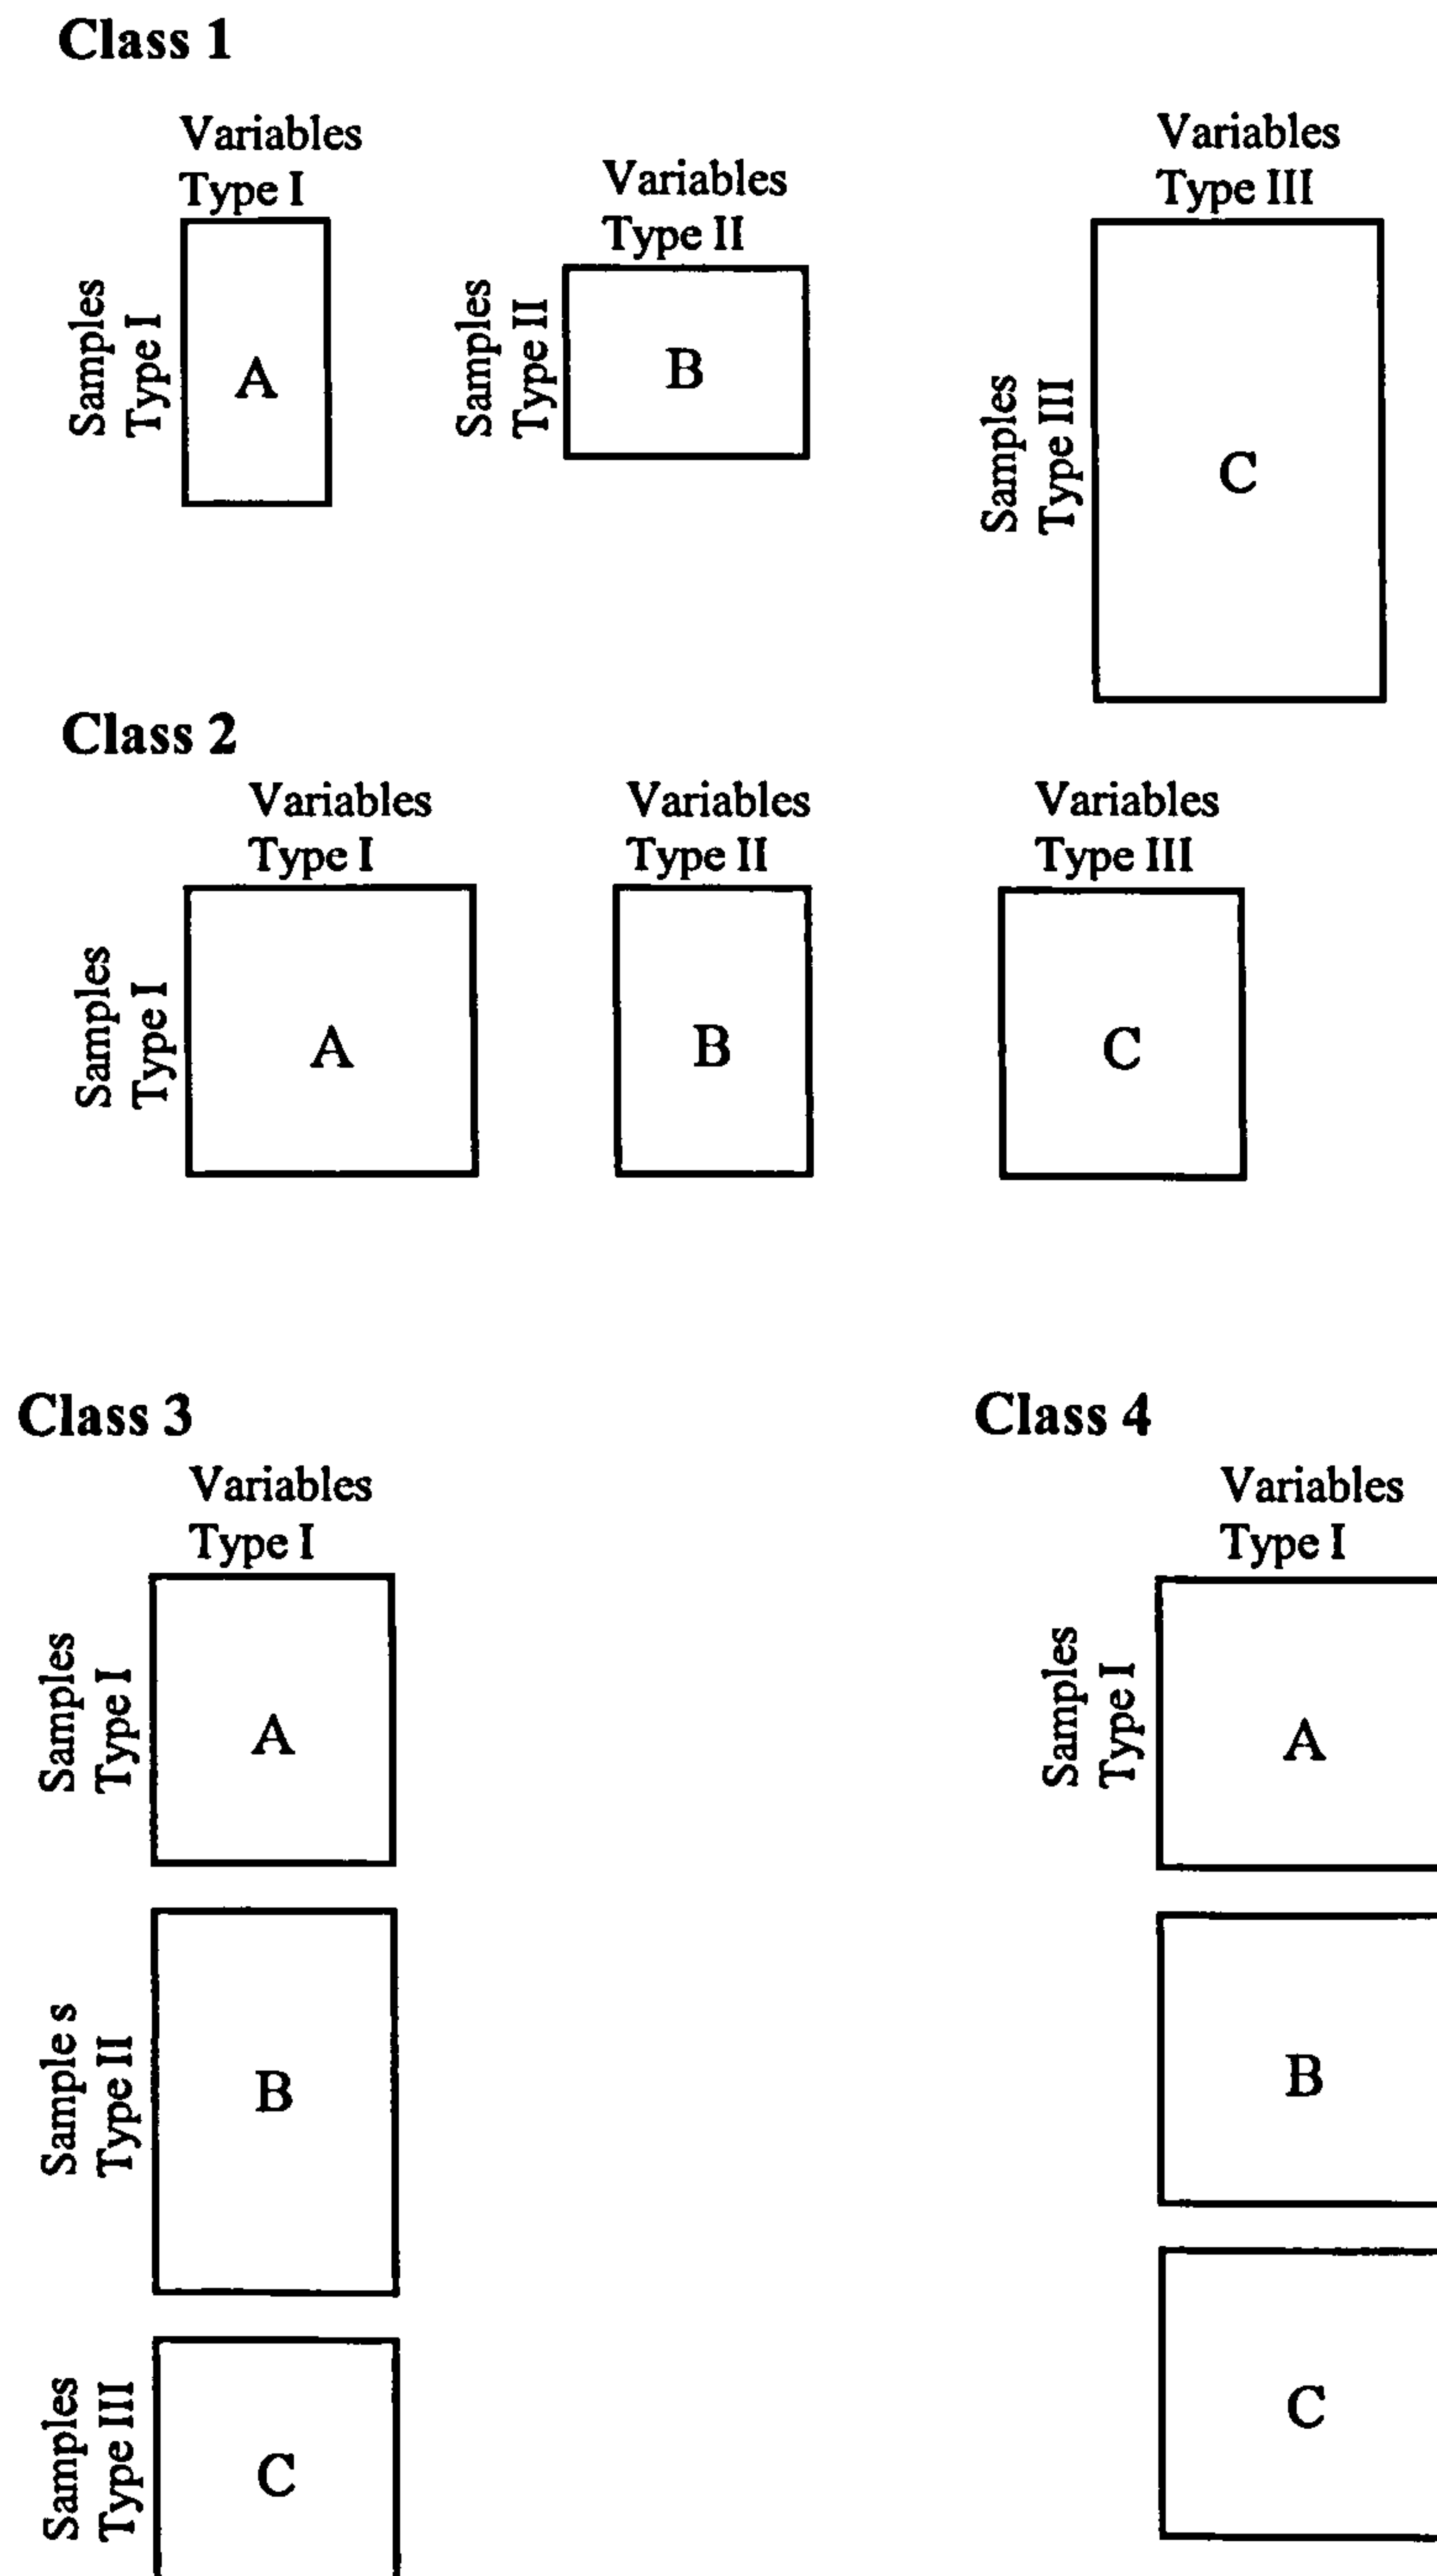 Class 1
Variables
Type I
Samples
Type I
A
Variables
Type II
Samples
Type II
B
Variables
Type III
Samples
Type III
C
Class 2
Variables
Type I
Samples
Type I
A
Variables
Type II
B
Variables
Type III
C
Class 3
Variables
Type I
Samples
Type I
A
Sample s
Type II
B
Samples
Type III
C
Class 4
Variables
Type I
Samples
Type I
A
B
C